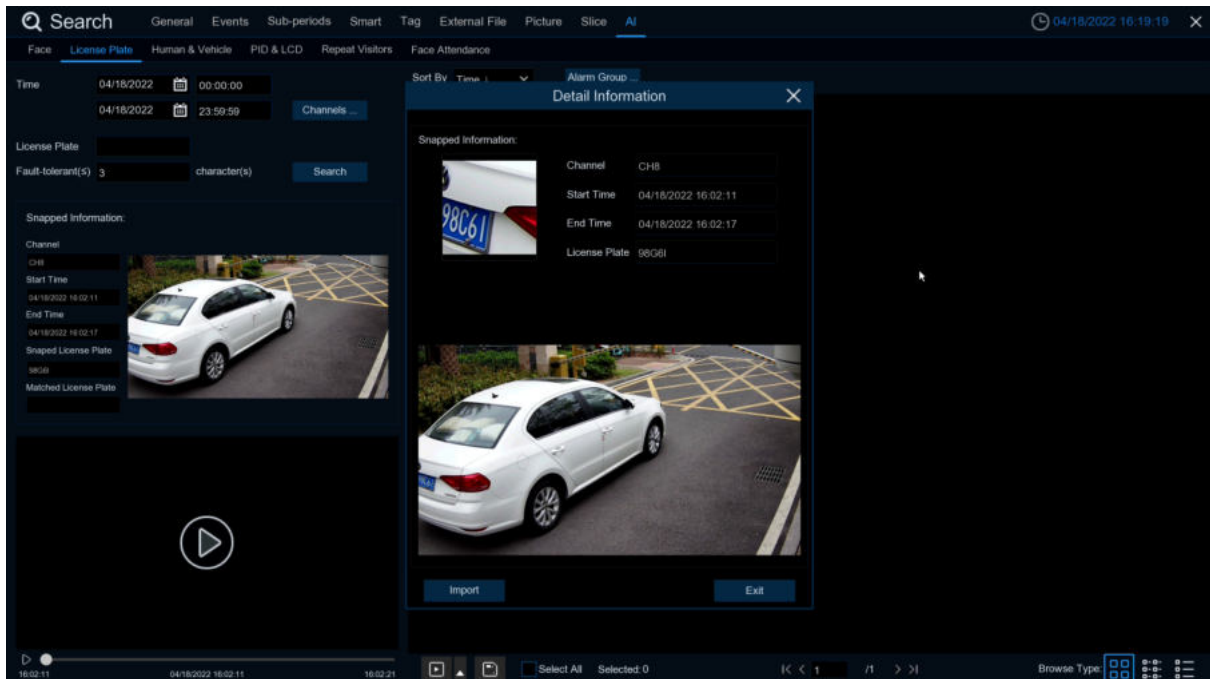 Search General Events Sub-periods Smart Tag External File Picture Slice AI 04/18/2022 16:19:19
Face License Plate Human & Vehicle PID & LCD Repeat Visitors Face Attendance
Time 04/18/2022 00:00:00
04/18/2022 23:59:59 Channels ...
License Plate
Fault-tolerant(≤) 3 character(s) Search
Snapped Information:
Channel
CH8
Start Time
04/18/2022 16:02:11
End Time
04/18/2022 16:02:17
Snaped License Plate
98G6I
Matched License Plate
16:02:11 04/18/2022 16:02:11 16:02:21
Sort By Time Alarm Group ...
Detail Information
Snapped Information:
98C61
Channel CH8
Start Time 04/18/2022 16:02:11
End Time 04/18/2022 16:02:17
License Plate 98G6I
Import Exit
Select All Selected: 0 1 /1 Browse Type: